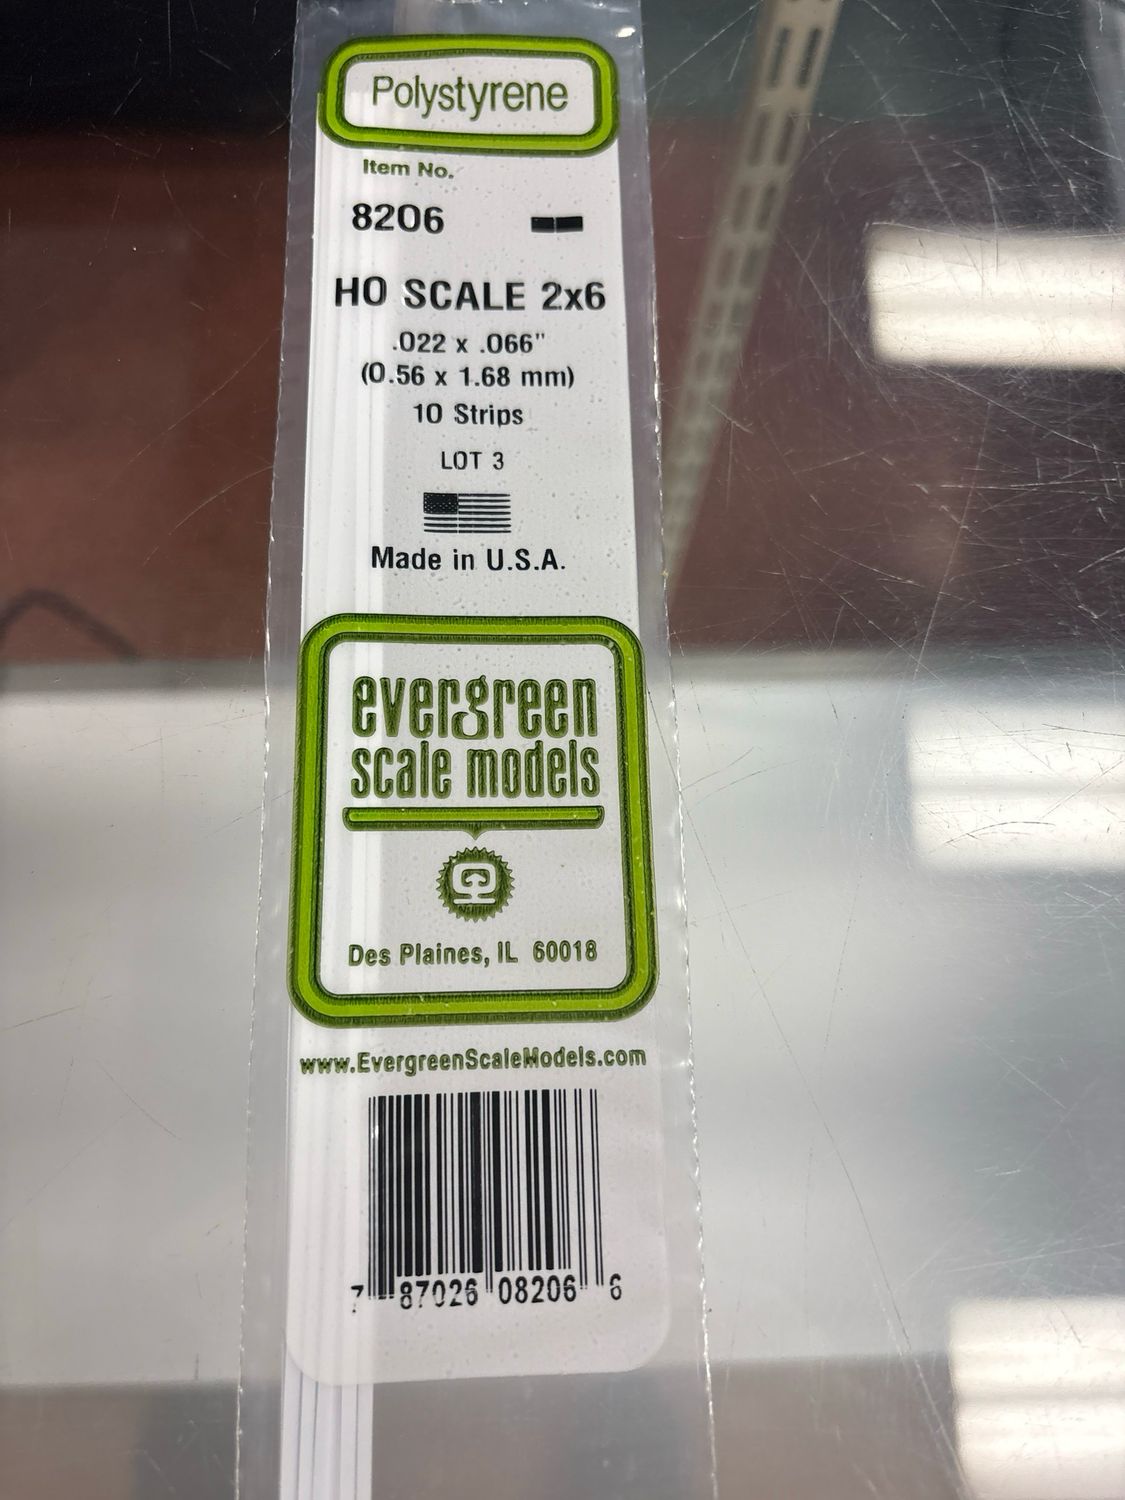 Polystyrene
Item No.
8206
HO SCALE 2x6
.022 x .066"
(0.56 x 1.68 mm)
10 Strips
LOT 3
Made in U.S.A.
evergreen
scale models
Des Plaines, IL 60018
www.EvergreenScaleModels.com
7 87026 08206 6